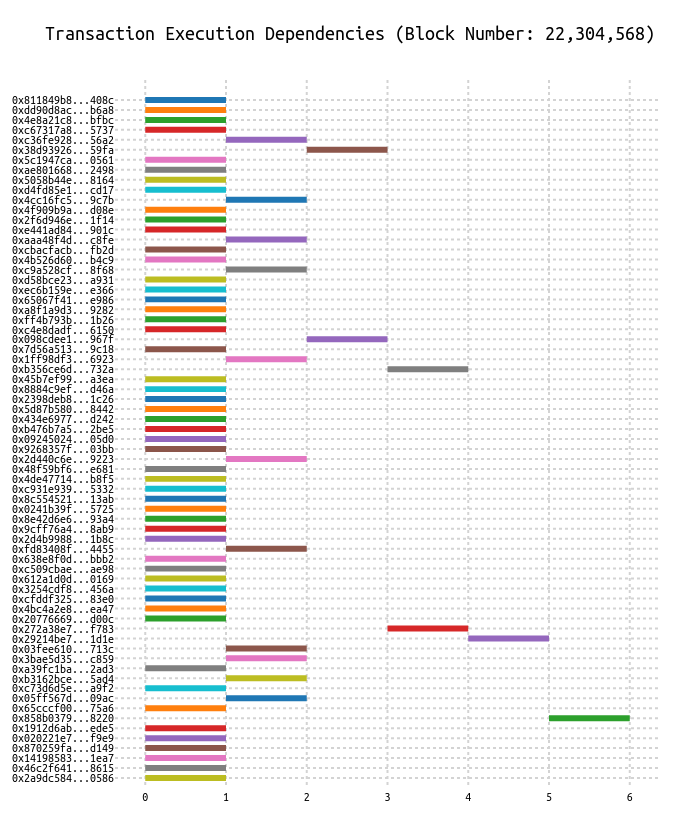 Transaction Execution Dependencies (Block Number: 22,304,568)
0x811849b8...408c
0xdd90d8ac...b6a8
0x4e8a21c8...bfbc
0xc67317a8...5737
0xc36fe928...56a2
0x38d93926...59fa
0x5c1947ca...0561
0xae801668...2498
0x5058b44e...8164
0xd4fd85e1...cd17
0x4cc16fc5...9c7b
0x4f909b9a...d08e
0x2f6d946e...1f14
0xe441ad84...901c
0xaaa48f4d...c8fe
0xcbacfacb...fb2d
0x4b526d60...b4c9
0xc9a528cf...8f68
0xd58bce23...a931
0xec6b159e...e366
0x65067f41...e986
0xa8f1a9d3...9282
0xff4b793b...1b26
0xc4e8dadf...6150
0x098cdee1...967f
0x7d56a513...9c18
0x1ff98df3...6923
0xb356ce6d...732a
0x45b7ef99...a3ea
0x8884c9ef...d46a
0x2398deb8...1c26
0x5d87b580...8442
0x434e6977...d242
0xb476b7a5...2be5
0x09245024...05d0
0x9268357f...03bb
0x2d440c6e...9223
0x48f59bf6...e681
0x4de47714...b8f5
0xc931e939...5332
0x8c554521...13ab
0x0241b39f...5725
0x8e42d6e6...93a4
0x9cff76a4...8ab9
0x2d4b9988...1b8c
0xfd83408f...4455
0x638e8f0d...bbb2
0xc509cbae...ae98
0x612a1d0d...0169
0x3254cdf8...456a
0xcfddf325...83e0
0x4bc4a2e8...ea47
0x20776669...d00c
0x272a38e7...f783
0x29214be7...1d1e
0x03fee610...713c
0x3bae5d35...c859
0xa39fc1ba...2ad3
0xb3162bce...5ad4
0xc73d6d5e...a9f2
0x05ff567d...09ac
0x65cccf00...75a6
0x858b0379...8220
0x1912d6ab...ede5
0x020221e7...f9e9
0x870259fa...d149
0x14198583...1ea7
0x46c2f641...8615
0x2a9dc584...0586
0 1 2 3 4 5 6